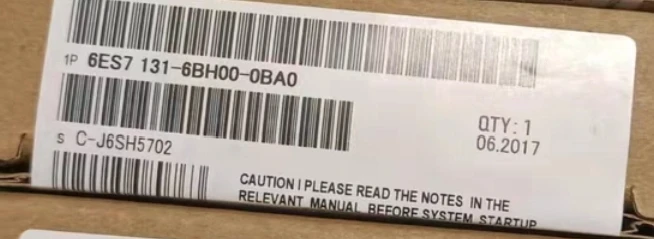 1P 6ES7 131-6BH00-0BA0
QTY: 1
06.2017
S C-J6SH5702
CAUTION ! PLEASE READ THE NOTES IN THE
RELEVANT MANUAL BEFORE SYSTEM STARTUP